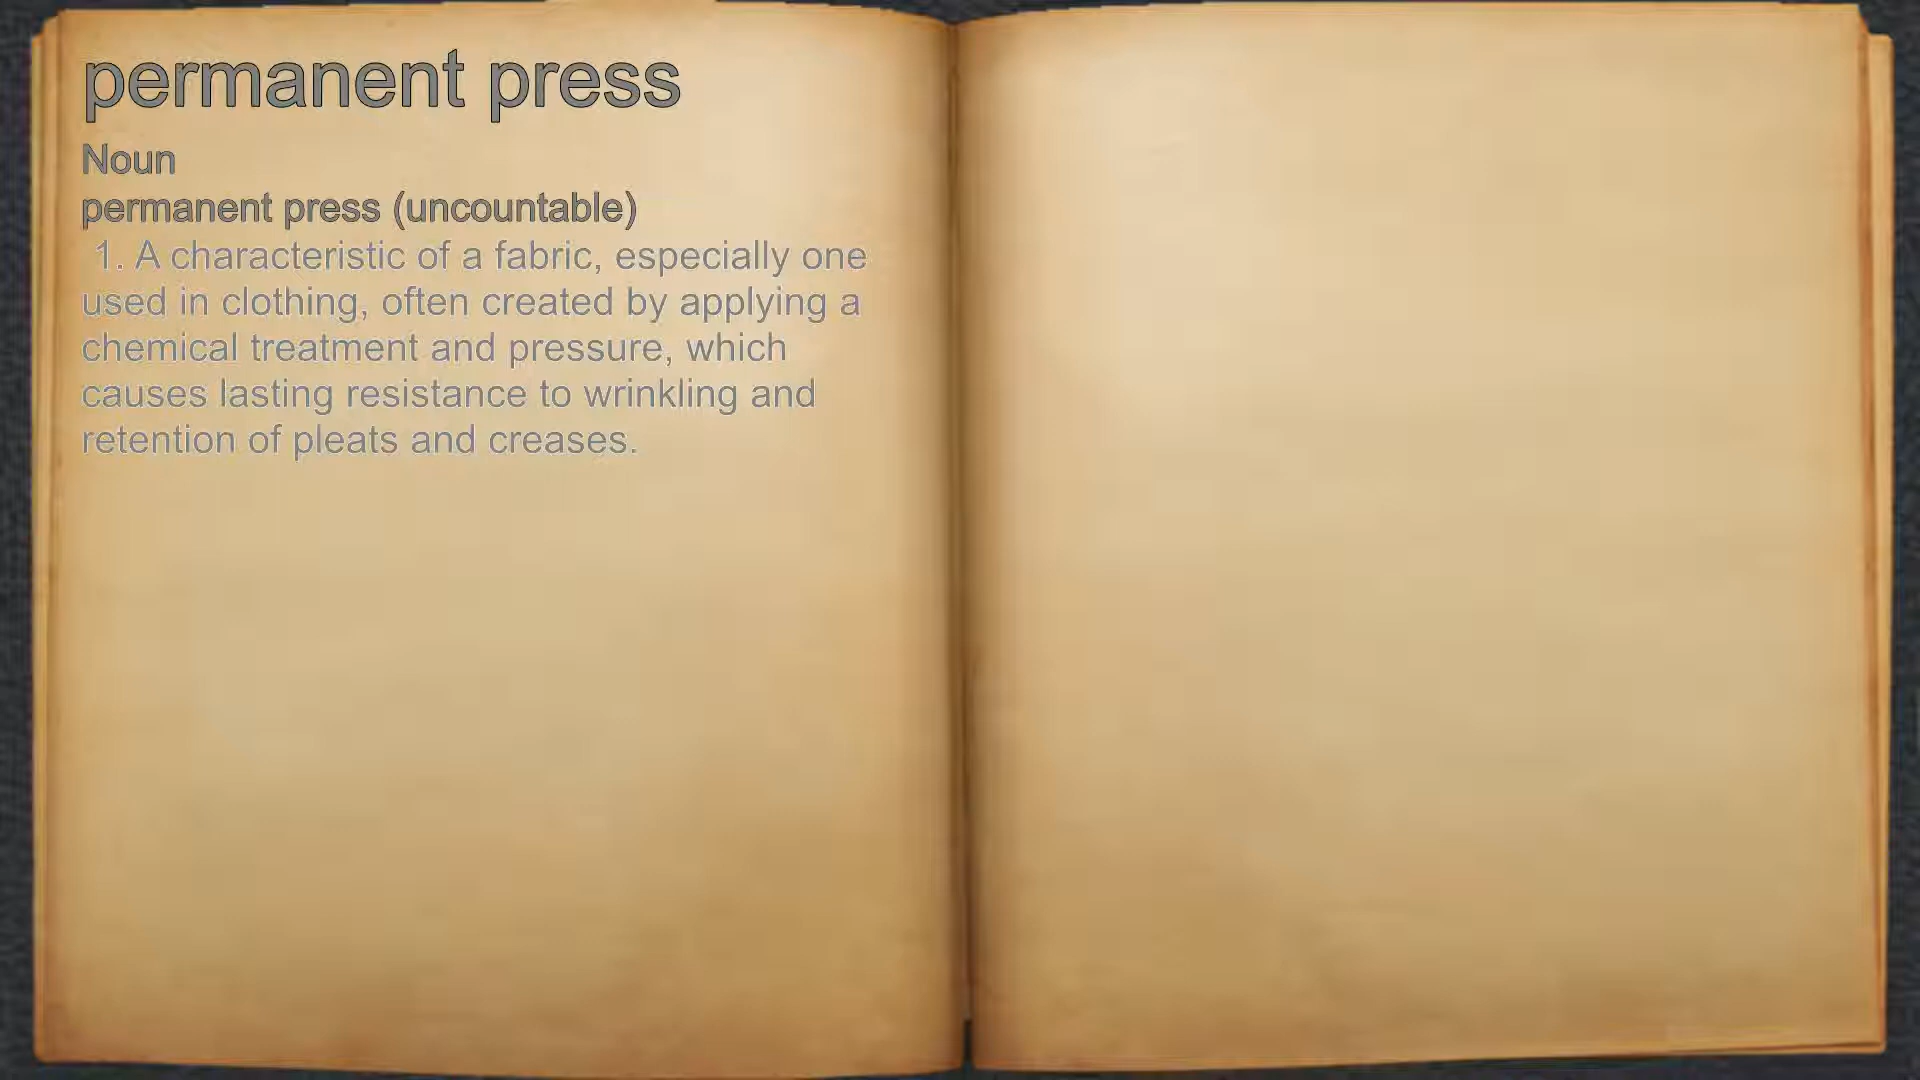 permanent press
Noun
permanent press (uncountable)
1. A characteristic of a fabric, especially one
used in clothing, often created by applying a
chemical treatment and pressure, which
causes lasting resistance to wrinkling and
retention of pleats and creases.